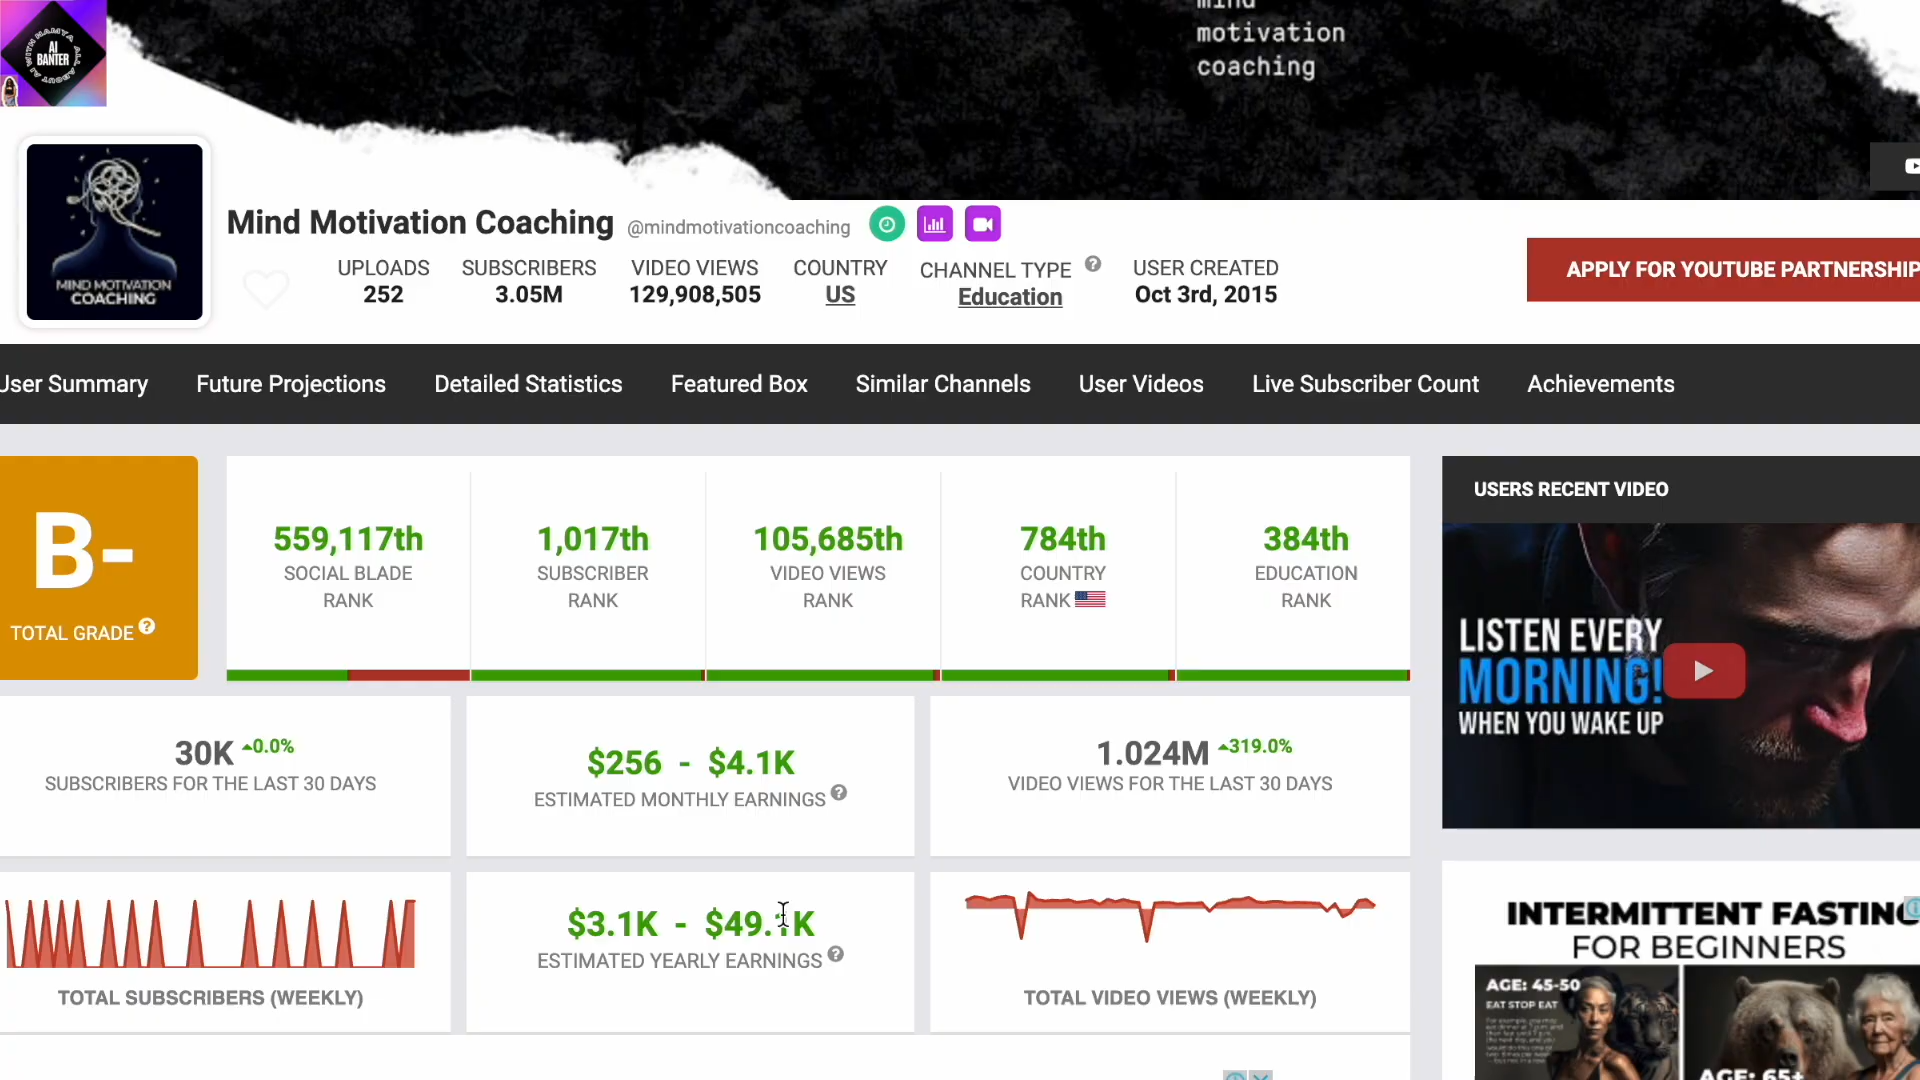 motivation
coaching
AI
BANTER
MIND MOTIVATION
COACHING
Mind Motivation Coaching @mindmotivationcoaching
UPLOADS
252
SUBSCRIBERS
3.05M
VIDEO VIEWS
129,908,505
COUNTRY
US
CHANNEL TYPE
Education
USER CREATED
Oct 3rd, 2015
APPLY FOR YOUTUBE PARTNERSHIP
User Summary
Future Projections
Detailed Statistics
Featured Box
Similar Channels
User Videos
Live Subscriber Count
Achievements
B-
TOTAL GRADE
559,117th
SOCIAL BLADE
RANK
1,017th
SUBSCRIBER
RANK
105,685th
VIDEO VIEWS
RANK
784th
COUNTRY
RANK
384th
EDUCATION
RANK
USERS RECENT VIDEO
LISTEN EVERY
MORNING!
WHEN YOU WAKE UP
30K 0.0%
SUBSCRIBERS FOR THE LAST 30 DAYS
$256 - $4.1K
ESTIMATED MONTHLY EARNINGS
1.024M 319.0%
VIDEO VIEWS FOR THE LAST 30 DAYS
TOTAL SUBSCRIBERS (WEEKLY)
$3.1K - $49.1K
ESTIMATED YEARLY EARNINGS
TOTAL VIDEO VIEWS (WEEKLY)
INTERMITTENT FASTING
FOR BEGINNERS
AGE: 45-50
EAT STOP EAT
AGE: 65+